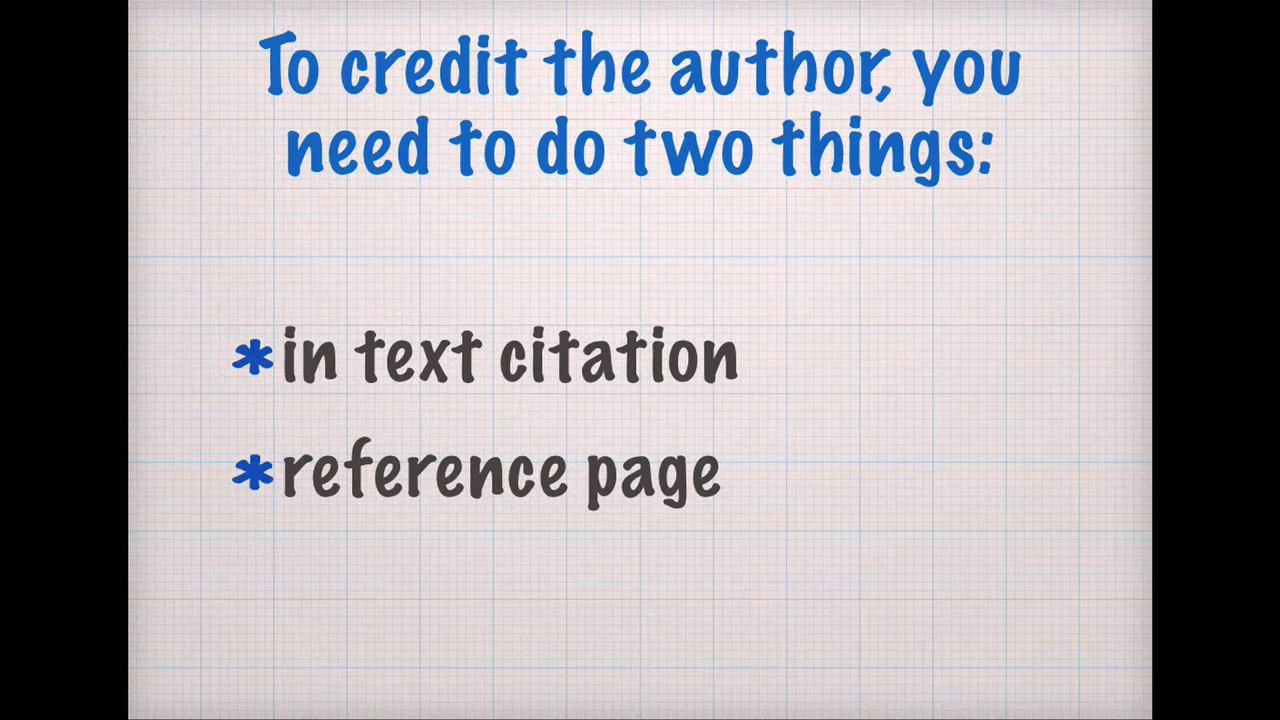 To credit the author, you
need to do two things:
*in text citation
*reference page